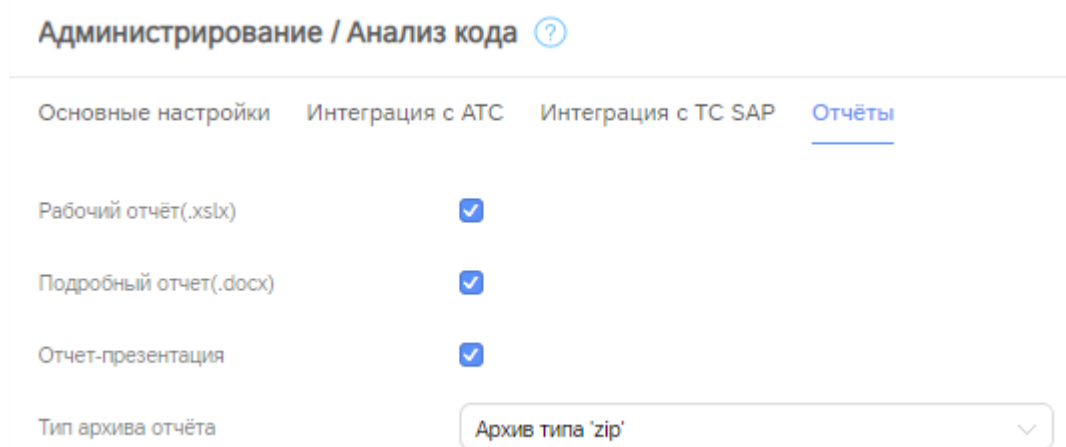 Администрирование / Анализ кода ?
Основные настройки Интеграция с АТС Интеграция с ТС SAP Отчёты
Рабочий отчёт(.xslx)
Подробный отчет(.docx)
Отчет-презентация
Тип архива отчёта Архив типа 'zip'